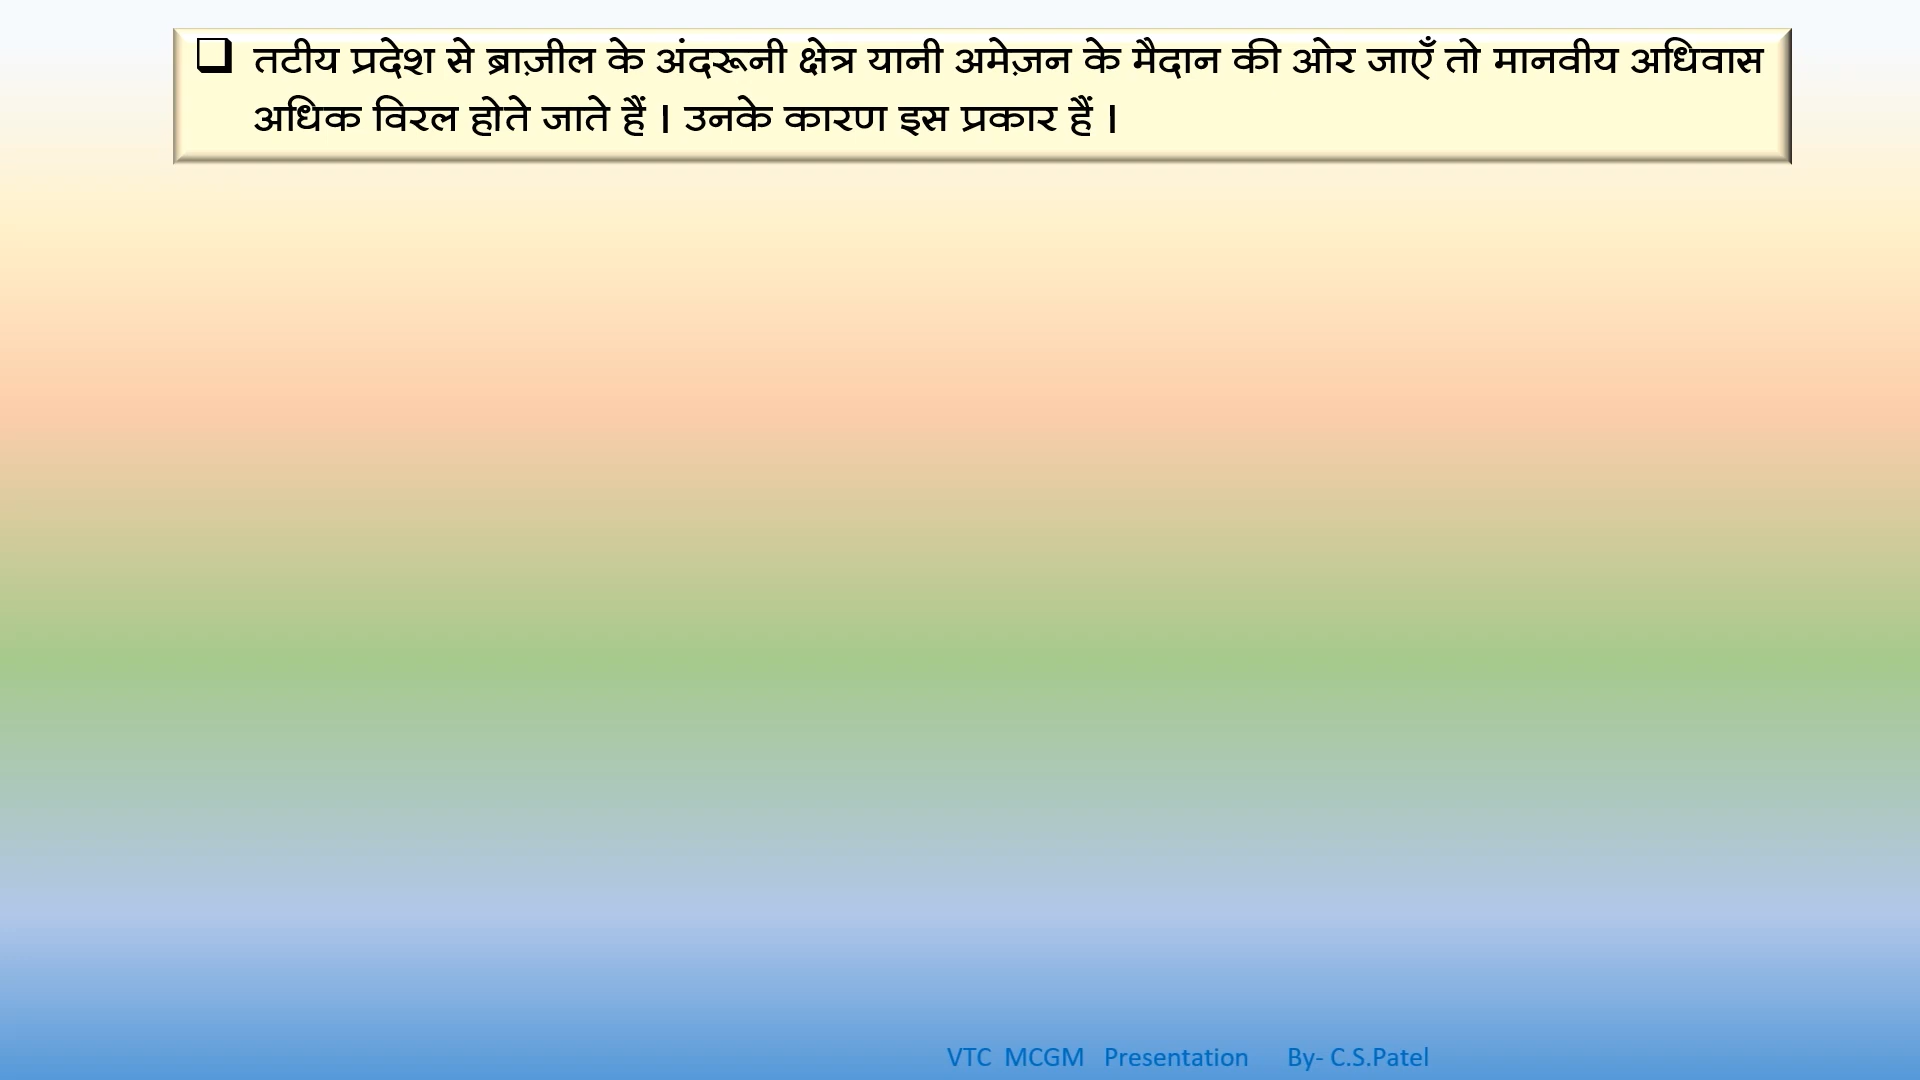 ❑ तटीय प्रदेश से ब्राज़ील के अंदरूनी क्षेत्र यानी अमेज़न के मैदान की ओर जाएँ तो मानवीय अधिवास
अधिक विरल होते जाते हैं । उनके कारण इस प्रकार हैं ।
VTC MCGM Presentation By- C.S.Patel